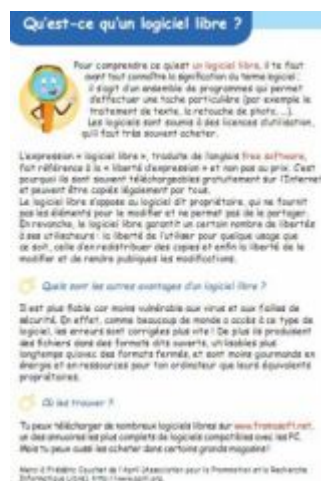 Qu'est-ce qu'un logiciel libre ?
Pour comprendre ce qu'est un logiciel libre, il te faut
avant tout connaître la signification du terme logiciel :
il s'agit d'un ensemble de programmes qui permet
d'effectuer une tache particulière (par exemple le
traitement de texte, la retouche de photo, ...).
Les logiciels sont soumis à des licences d'utilisation,
qu'il faut très souvent acheter.
L'expression « logiciel libre », traduite de l'anglais free software,
fait référence à la « liberté d'expression » et non pas au prix. C'est
pourquoi ils sont souvent téléchargeables gratuitement sur l'Internet
et peuvent être copiés légalement par tous.
Le logiciel libre s'oppose au logiciel dit propriétaire, qui ne fournit
pas les éléments pour le modifier et ne permet pas de le partager.
En revanche, le logiciel libre garantit un certain nombre de libertés
à ses utilisateurs : la liberté de l'utiliser pour quelque usage que
ce soit, celle d'en redistribuer des copies et enfin la liberté de le
modifier et de rendre publiques les modifications.
Quels sont les autres avantages d'un logiciel libre ?
Il est plus fiable car moins vulnérable aux virus et aux failles de
sécurité. En effet, comme beaucoup de monde a accès à ce type de
logiciel, les erreurs sont corrigées plus vite ! De plus ils produisent
des fichiers dans des formats dits ouverts, utilisables plus
longtemps qu'avec des formats fermés, et sont moins gourmands en
énergie et en ressources pour ton ordinateur que leurs équivalents
propriétaires.
Où les trouver ?
Tu peux télécharger de nombreux logiciels libres sur www.framasoft.net,
un des annuaires les plus complets de logiciels compatibles avec les PC.
Mais tu peux aussi les acheter dans certains grands magasins !
Merci à Frédéric Couchet de l'April (Association pour la Promotion et la Recherche
Informatique Libre). http://www.april.org.